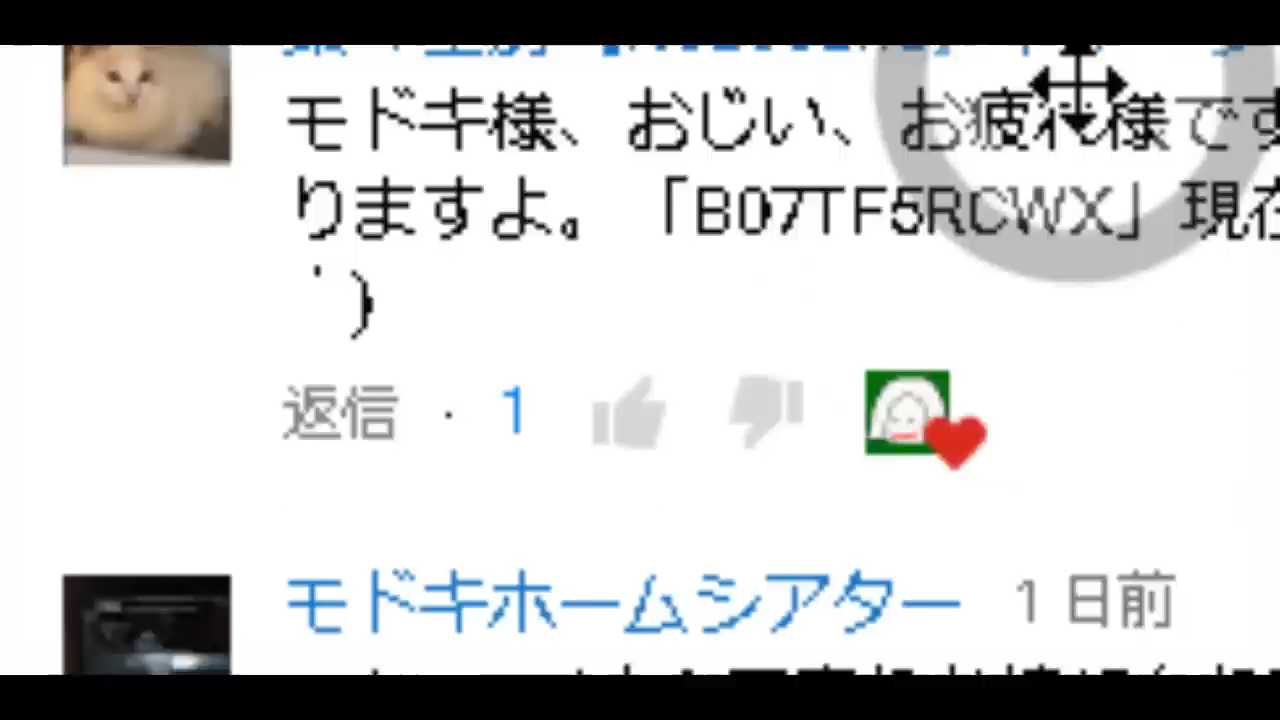 モドキ様、おじい、お疲れ様です
りますよ。「B07TF5RCWX」現在
｀)
返信 · 1
モドキホームシアター 1 日前